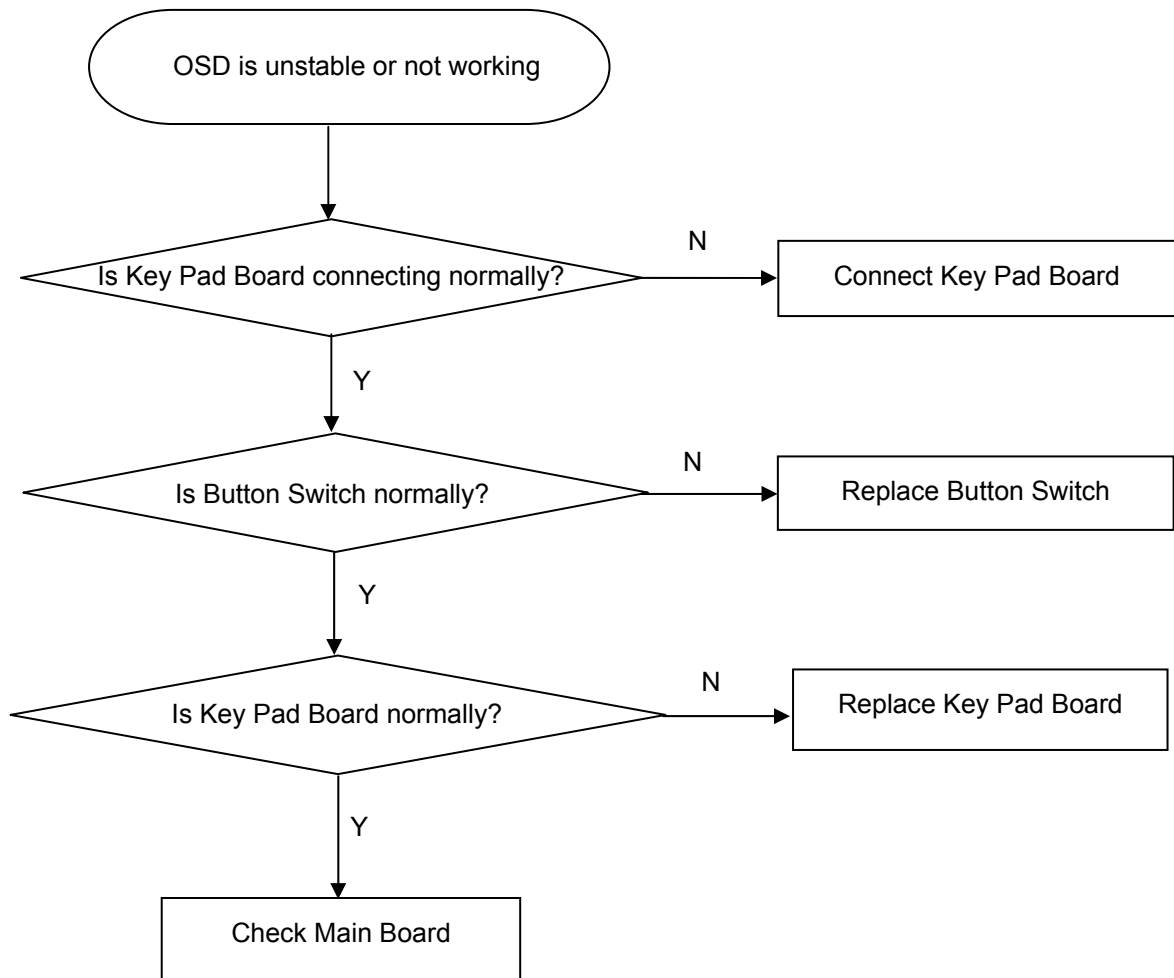 OSD is unstable or not working
N
Is Key Pad Board connecting normally?
Connect Key Pad Board
Y
N
Is Button Switch normally?
Replace Button Switch
Y
N
Is Key Pad Board normally?
Replace Key Pad Board
Y
Check Main Board